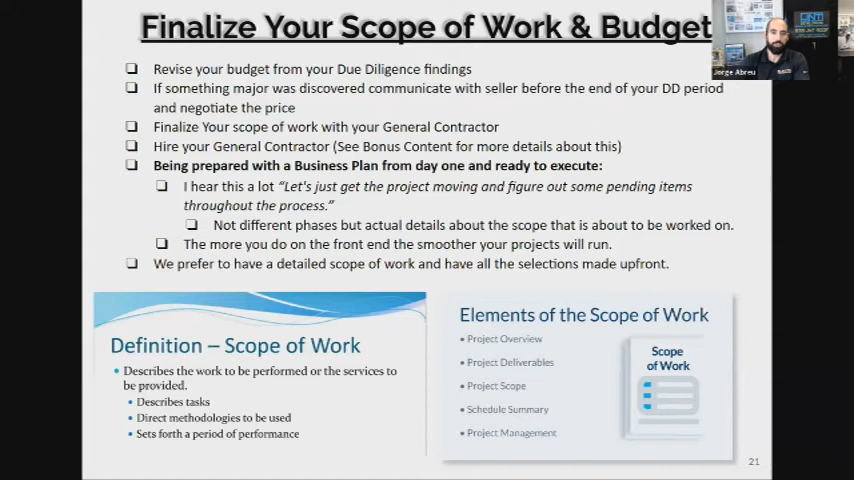 Finalize Your Scope of Work & Budget
Jorge Abreu
❏ Revise your budget from your Due Diligence findings
❏ If something major was discovered communicate with seller before the end of your DD period
and negotiate the price
❏ Finalize Your scope of work with your General Contractor
❏ Hire your General Contractor (See Bonus Content for more details about this)
❏ Being prepared with a Business Plan from day one and ready to execute:
❏ I hear this a lot “Let's just get the project moving and figure out some pending items
throughout the process.”
❏ Not different phases but actual details about the scope that is about to be worked on.
❏ The more you do on the front end the smoother your projects will run.
❏ We prefer to have a detailed scope of work and have all the selections made upfront.
Definition – Scope of Work
• Describes the work to be performed or the services to
be provided.
• Describes tasks
• Direct methodologies to be used
• Sets forth a period of performance
Elements of the Scope of Work
• Project Overview
• Project Deliverables
• Project Scope
• Schedule Summary
• Project Management
Scope
of Work
21